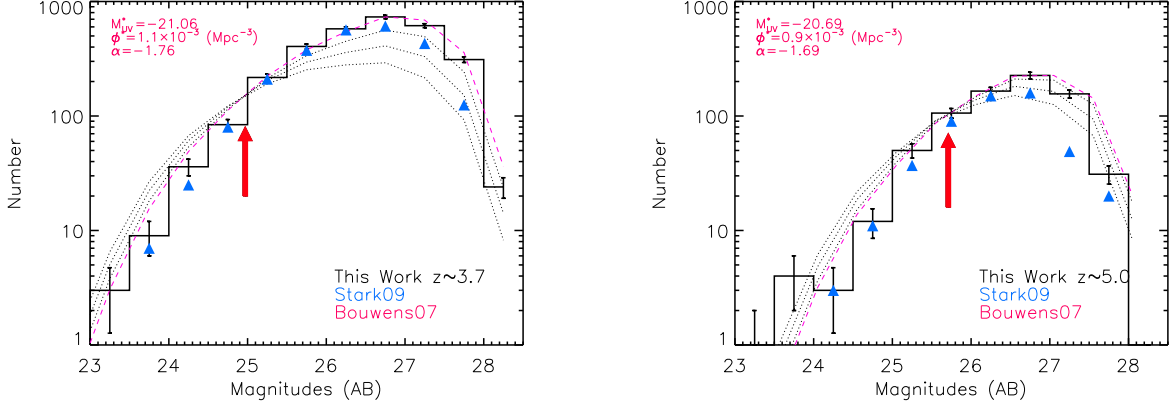 1000
100
10
1
Number
M*uv=−21.06
φ*=1.1×10−3 (Mpc−3)
α=−1.76
This Work z~3.7
Stark09
Bouwens07
23 24 25 26 27 28
Magnitudes (AB)
1000
100
10
1
Number
M*uv=−20.69
φ*=0.9×10−3 (Mpc−3)
α=−1.69
This Work z~5.0
Stark09
Bouwens07
23 24 25 26 27 28
Magnitudes (AB)